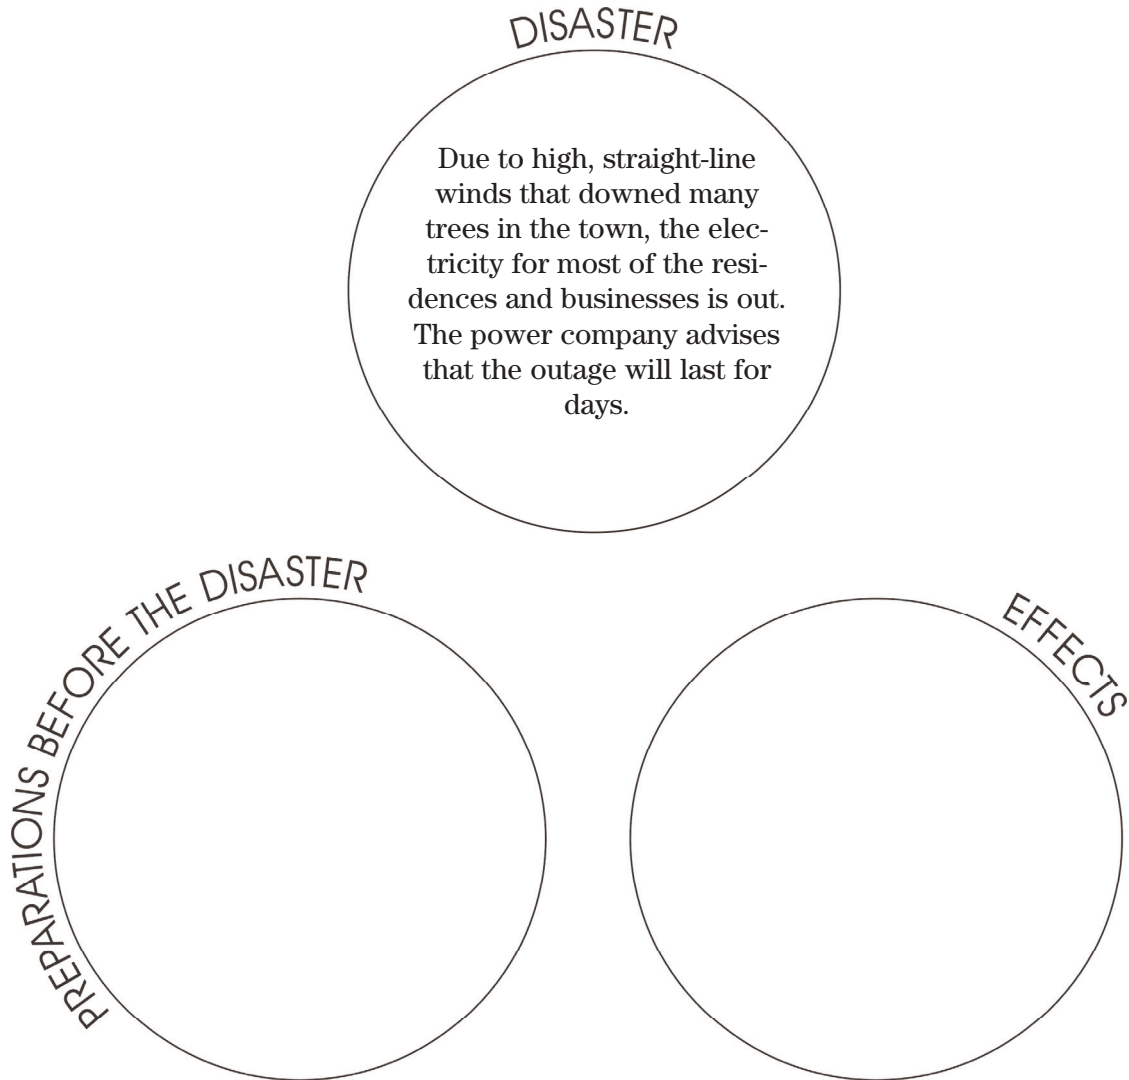 DISASTER
Due to high, straight-line
winds that downed many
trees in the town, the elec-
tricity for most of the resi-
dences and businesses is out.
The power company advises
that the outage will last for
days.
PREPARATIONS BEFORE THE DISASTER
EFFECTS